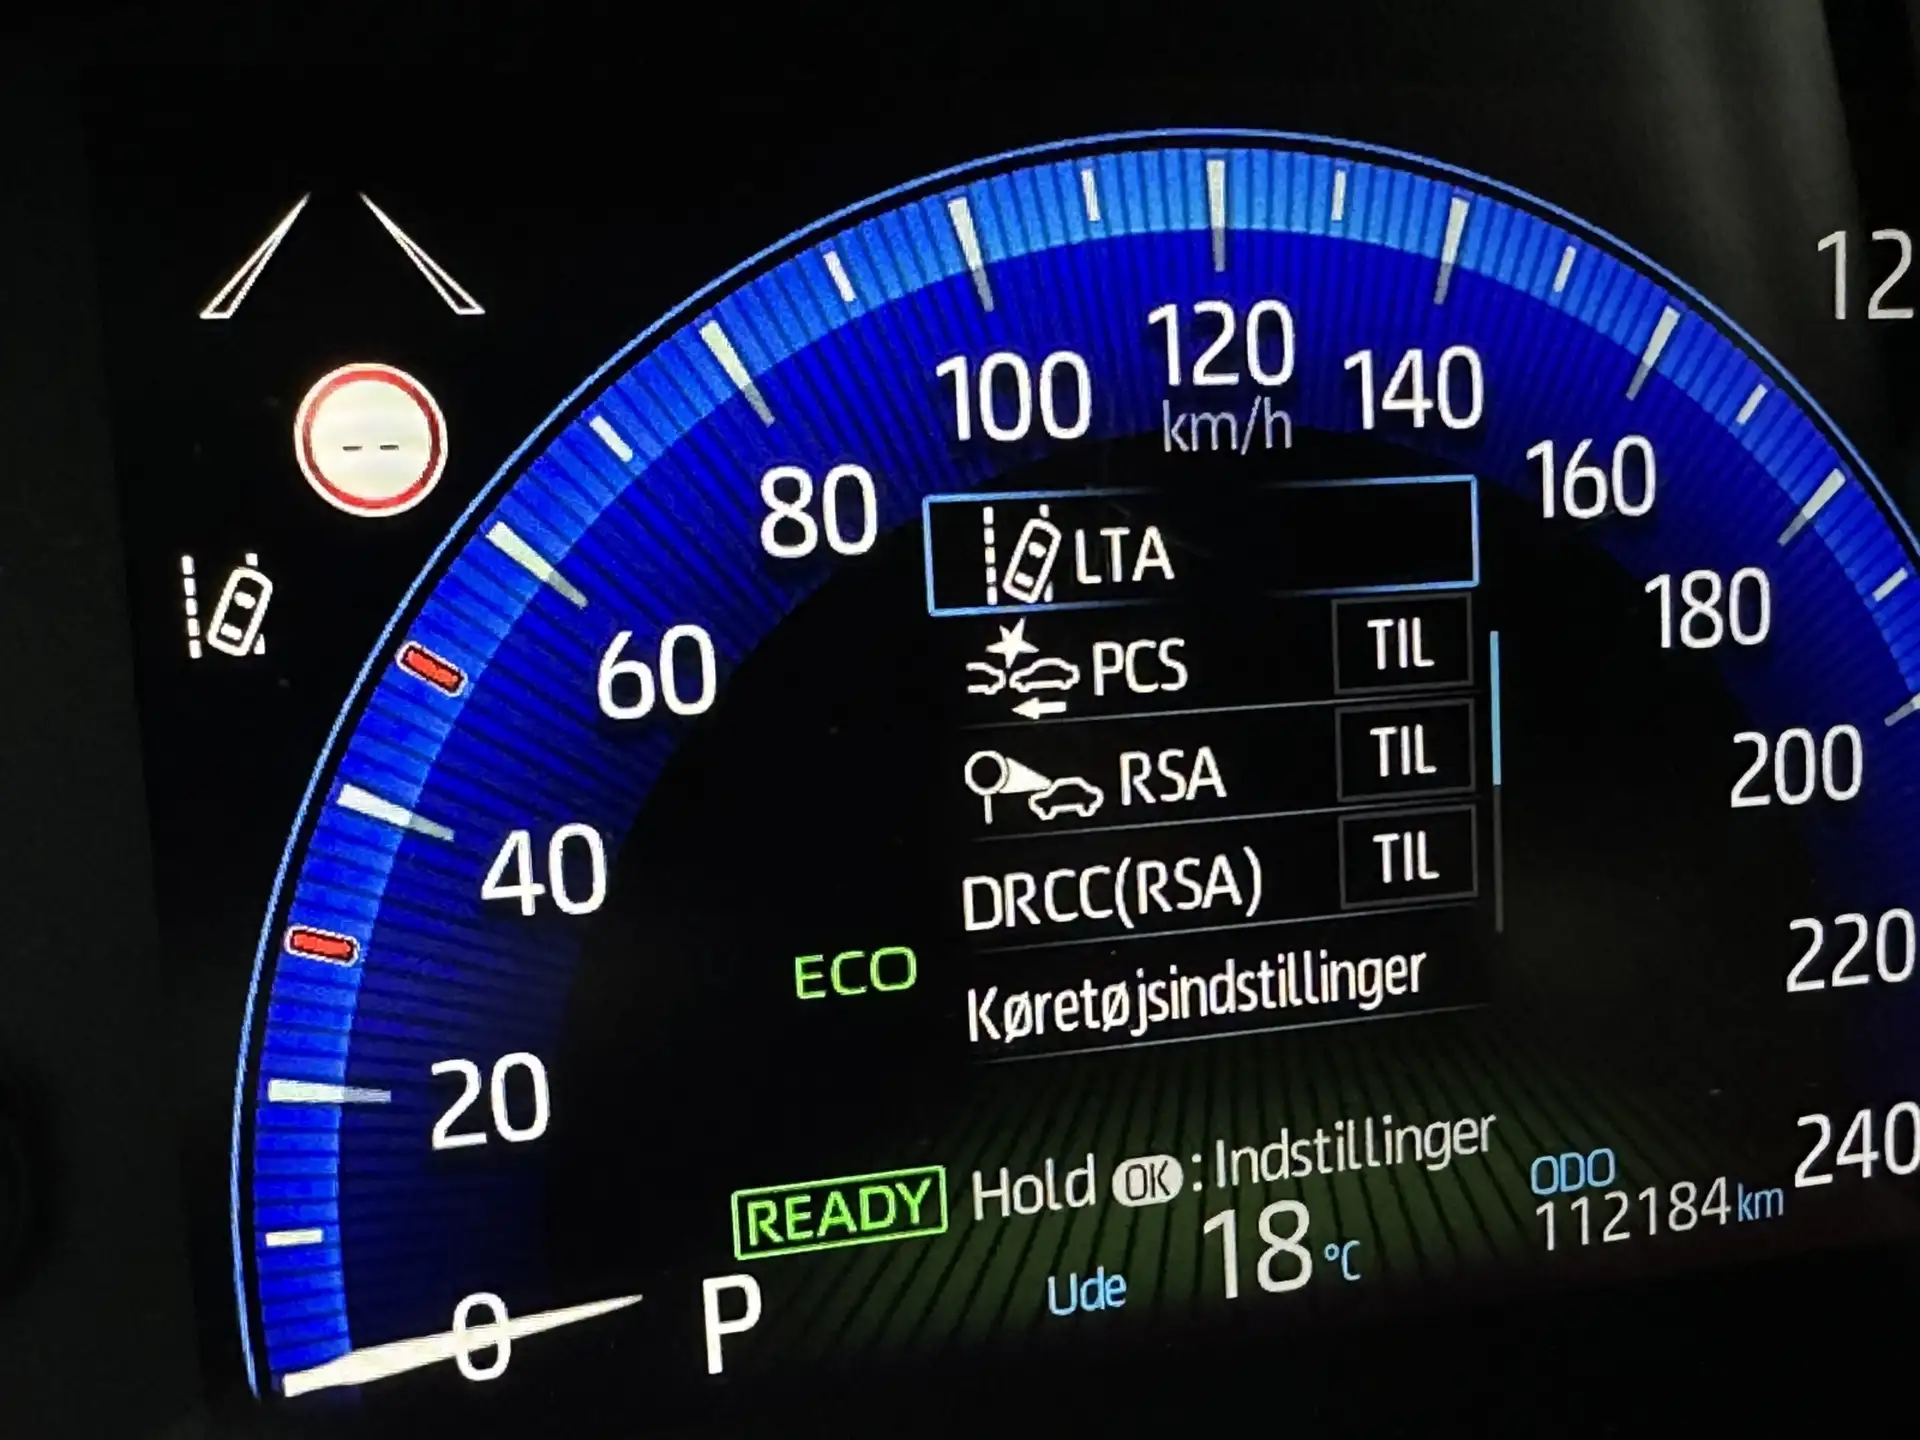 12
120
km/h
100
140
80
160
60
180
40
200
20
220
0
240
--
LTA
PCS TIL
RSA TIL
DRCC(RSA) TIL
Køretøjsindstillinger
ECO
READY
Hold OK : Indstillinger
P
Ude 18 °C
ODO
112184 km